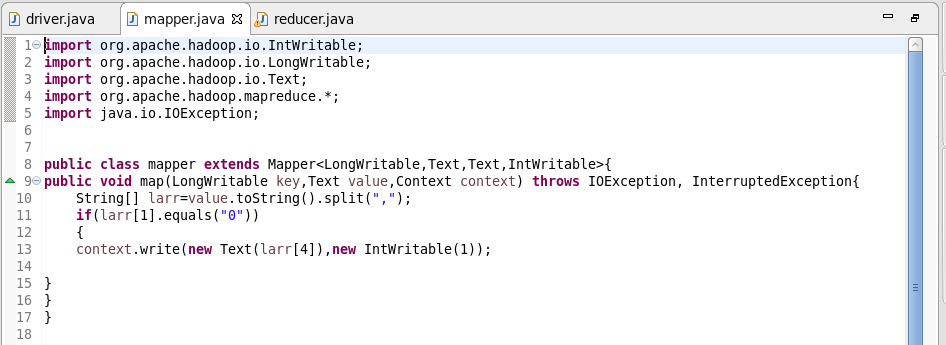 driver.java mapper.java reducer.java
1 import org.apache.hadoop.io.IntWritable;
2 import org.apache.hadoop.io.LongWritable;
3 import org.apache.hadoop.io.Text;
4 import org.apache.hadoop.mapreduce.*;
5 import java.io.IOException;
6
7
8 public class mapper extends Mapper<LongWritable,Text,Text,IntWritable>{
9 public void map(LongWritable key,Text value,Context context) throws IOException, InterruptedException{
10     String[] larr=value.toString().split(",");
11     if(larr[1].equals("0"))
12     {
13     context.write(new Text(larr[4]),new IntWritable(1));
14
15 }
16 }
17 }
18